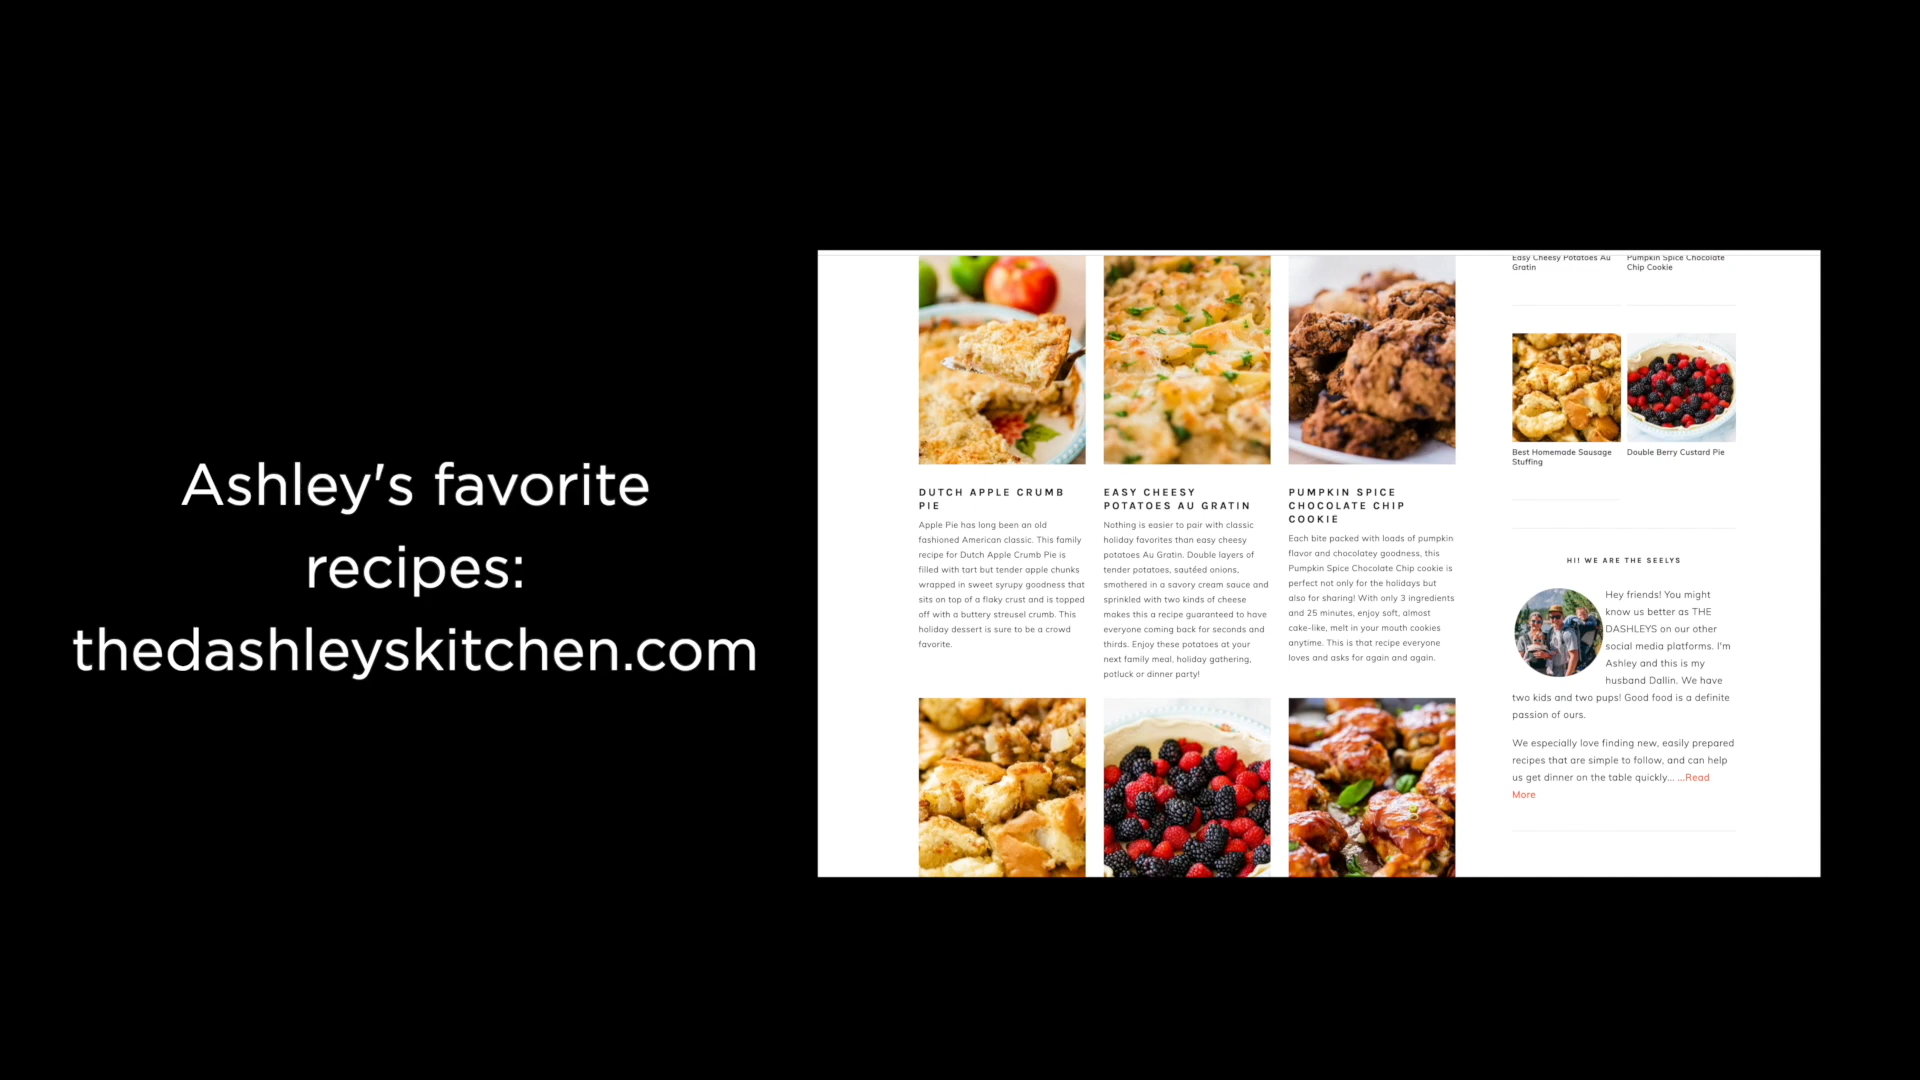 Ashley's favorite
recipes:
thedashleyskitchen.com
DUTCH APPLE CRUMB
PIE
Apple Pie has long been an old
fashioned American classic. This family
recipe for Dutch Apple Crumb Pie is
filled with tart but tender apple chunks
wrapped in sweet syrupy goodness that
sits on top of a flaky crust and is topped
off with a buttery streusel crumb. This
holiday dessert is sure to be a crowd
favorite.
EASY CHEESY
POTATOES AU GRATIN
Nothing is easier to pair with classic
holiday favorites than easy cheesy
potatoes Au Gratin. Double layers of
tender potatoes, sautéed onions,
smothered in a savory cream sauce and
sprinkled with two kinds of cheese
makes this a recipe guaranteed to have
everyone coming back for seconds and
thirds. Enjoy these potatoes at your
next family meal, holiday gathering,
potluck or dinner party!
PUMPKIN SPICE
CHOCOLATE CHIP
COOKIE
Each bite packed with loads of pumpkin
flavor and chocolatey goodness, this
Pumpkin Spice Chocolate Chip cookie is
perfect not only for the holidays but
also for sharing! With only 3 ingredients
and 25 minutes, enjoy soft, almost
cake-like, melt in your mouth cookies
anytime. This is that recipe everyone
loves and asks for again and again.
Easy Cheesy Potatoes Au
Gratin
Pumpkin Spice Chocolate
Chip Cookie
Best Homemade Sausage
Stuffing
Double Berry Custard Pie
HI! WE ARE THE SEELYS
Hey friends! You might
know us better as THE
DASHLEYS on our other
social media platforms. I'm
Ashley and this is my
husband Dallin. We have
two kids and two pups! Good food is a definite
passion of ours.
We especially love finding new, easily prepared
recipes that are simple to follow, and can help
us get dinner on the table quickly... ...Read
More